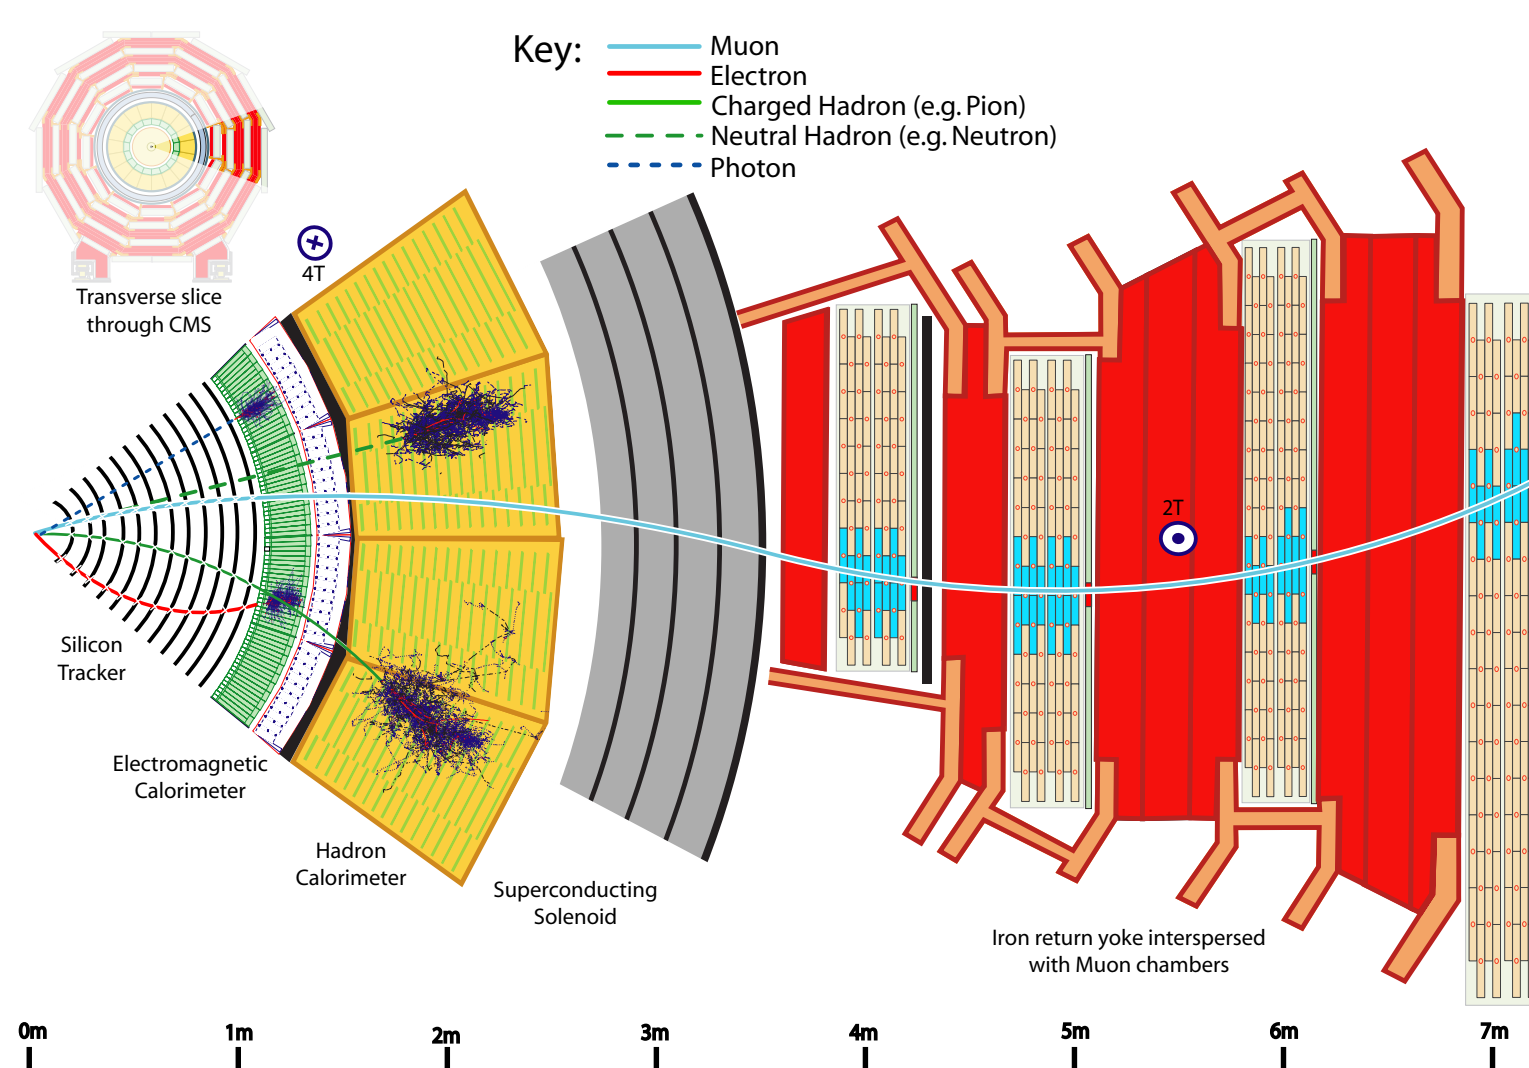 Key:
Muon
Electron
Charged Hadron (e.g. Pion)
Neutral Hadron (e.g. Neutron)
Photon
4T
Transverse slice
through CMS
2T
Silicon
Tracker
Electromagnetic
Calorimeter
Hadron
Calorimeter
Superconducting
Solenoid
Iron return yoke interspersed
with Muon chambers
0m
1m
2m
3m
4m
5m
6m
7m